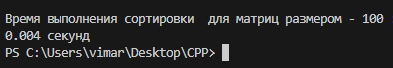 Время выполнения сортировки  для матриц размером - 100
0.004 секунд
PS C:\Users\vimar\Desktop\CPP>